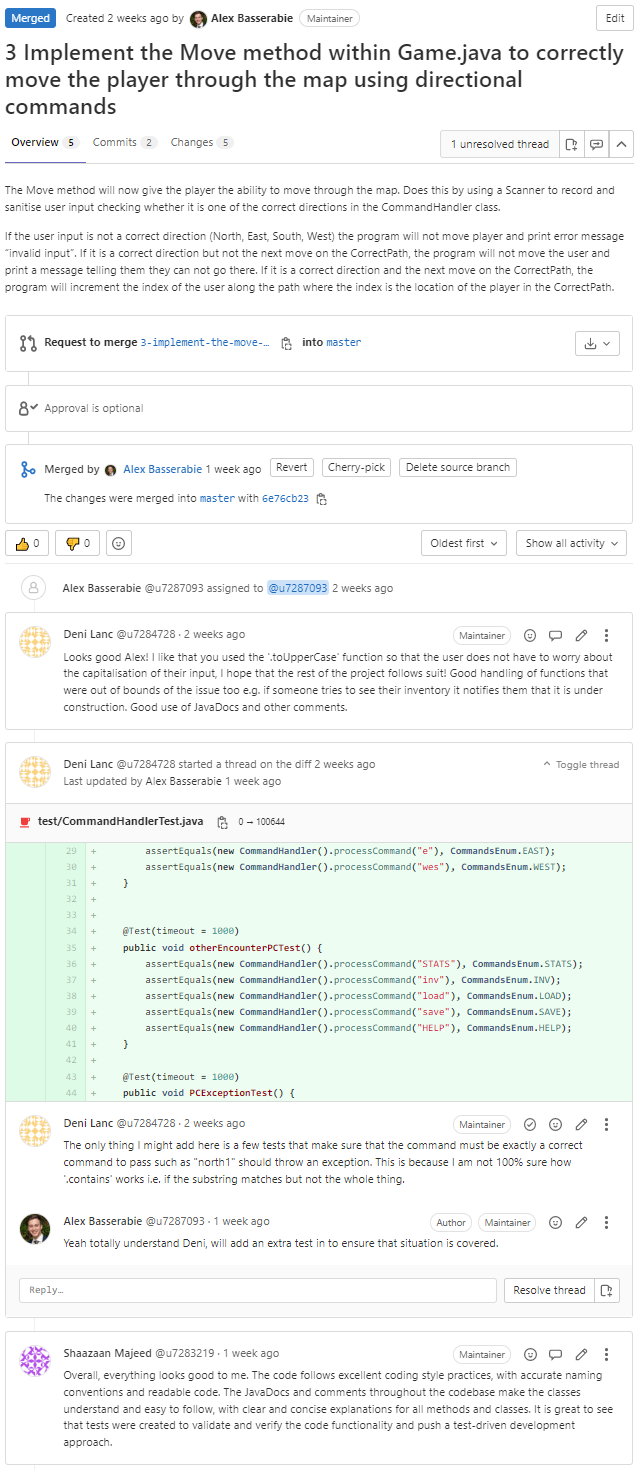 Merged Created 2 weeks ago by Alex Basserabie Maintainer Edit
3 Implement the Move method within Game.java to correctly
move the player through the map using directional
commands
Overview 5 Commits 2 Changes 5 1 unresolved thread
The Move method will now give the player the ability to move through the map. Does this by using a Scanner to record and
sanitise user input checking whether it is one of the correct directions in the CommandHandler class.
If the user input is not a correct direction (North, East, South, West) the program will not move player and print error message
“invalid input”. If it is a correct direction but not the next move on the CorrectPath, the program will not move the user and
print a message telling them they can not go there. If it is a correct direction and the next move on the CorrectPath, the
program will increment the index of the user along the path where the index is the location of the player in the CorrectPath.
Request to merge 3-implement-the-move-… into master
Approval is optional
Merged by Alex Basserabie 1 week ago Revert Cherry-pick Delete source branch
The changes were merged into master with 6e76cb23
0 0 Oldest first Show all activity
Alex Basserabie @u7287093 assigned to @u7287093 2 weeks ago
Deni Lanc @u7284728 · 2 weeks ago Maintainer
Looks good Alex! I like that you used the '.toUpperCase' function so that the user does not have to worry about
the capitalisation of their input, I hope that the rest of the project follows suit! Good handling of functions that
were out of bounds of the issue too e.g. if someone tries to see their inventory it notifies them that it is under
construction. Good use of JavaDocs and other comments.
Deni Lanc @u7284728 started a thread on the diff 2 weeks ago Toggle thread
Last updated by Alex Basserabie 1 week ago
test/CommandHandlerTest.java 0 → 100644
29 + assertEquals(new CommandHandler().processCommand("e"), CommandsEnum.EAST);
30 + assertEquals(new CommandHandler().processCommand("wes"), CommandsEnum.WEST);
31 + }
32 +
33 +
34 + @Test(timeout = 1000)
35 + public void otherEncounterPCTest() {
36 + assertEquals(new CommandHandler().processCommand("STATS"), CommandsEnum.STATS);
37 + assertEquals(new CommandHandler().processCommand("inv"), CommandsEnum.INV);
38 + assertEquals(new CommandHandler().processCommand("load"), CommandsEnum.LOAD);
39 + assertEquals(new CommandHandler().processCommand("save"), CommandsEnum.SAVE);
40 + assertEquals(new CommandHandler().processCommand("HELP"), CommandsEnum.HELP);
41 + }
42 +
43 + @Test(timeout = 1000)
44 + public void PCExceptionTest() {
Deni Lanc @u7284728 · 2 weeks ago Maintainer
The only thing I might add here is a few tests that make sure that the command must be exactly a correct
command to pass such as "north1" should throw an exception. This is because I am not 100% sure how
'.contains' works i.e. if the substring matches but not the whole thing.
Alex Basserabie @u7287093 · 1 week ago Author Maintainer
Yeah totally understand Deni, will add an extra test in to ensure that situation is covered.
Reply… Resolve thread
Shaazaan Majeed @u7283219 · 1 week ago Maintainer
Overall, everything looks good to me. The code follows excellent coding style practices, with accurate naming
conventions and readable code. The JavaDocs and comments throughout the codebase make the classes
understand and easy to follow, with clear and concise explanations for all methods and classes. It is great to see
that tests were created to validate and verify the code functionality and push a test-driven development
approach.